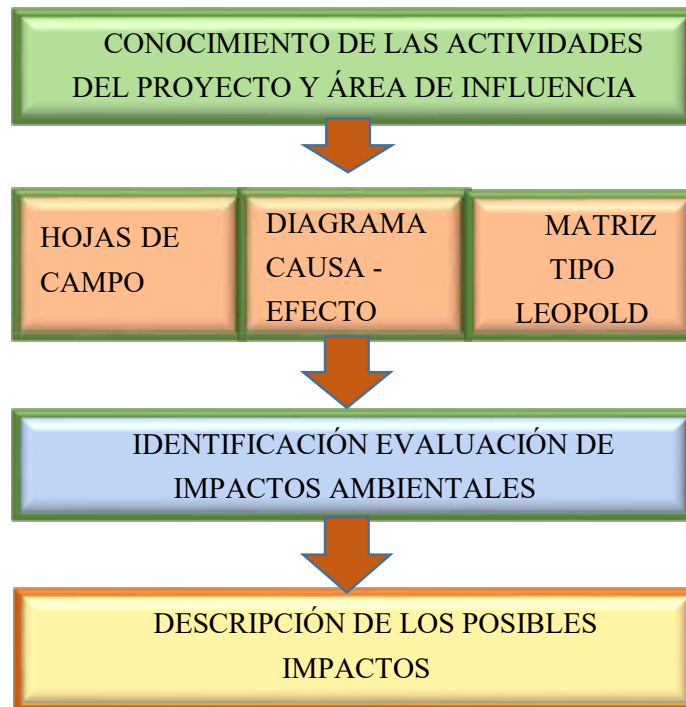 CONOCIMIENTO DE LAS ACTIVIDADES
DEL PROYECTO Y ÁREA DE INFLUENCIA
HOJAS DE
CAMPO
DIAGRAMA
CAUSA -
EFECTO
MATRIZ
TIPO
LEOPOLD
IDENTIFICACIÓN EVALUACIÓN DE
IMPACTOS AMBIENTALES
DESCRIPCIÓN DE LOS POSIBLES
IMPACTOS